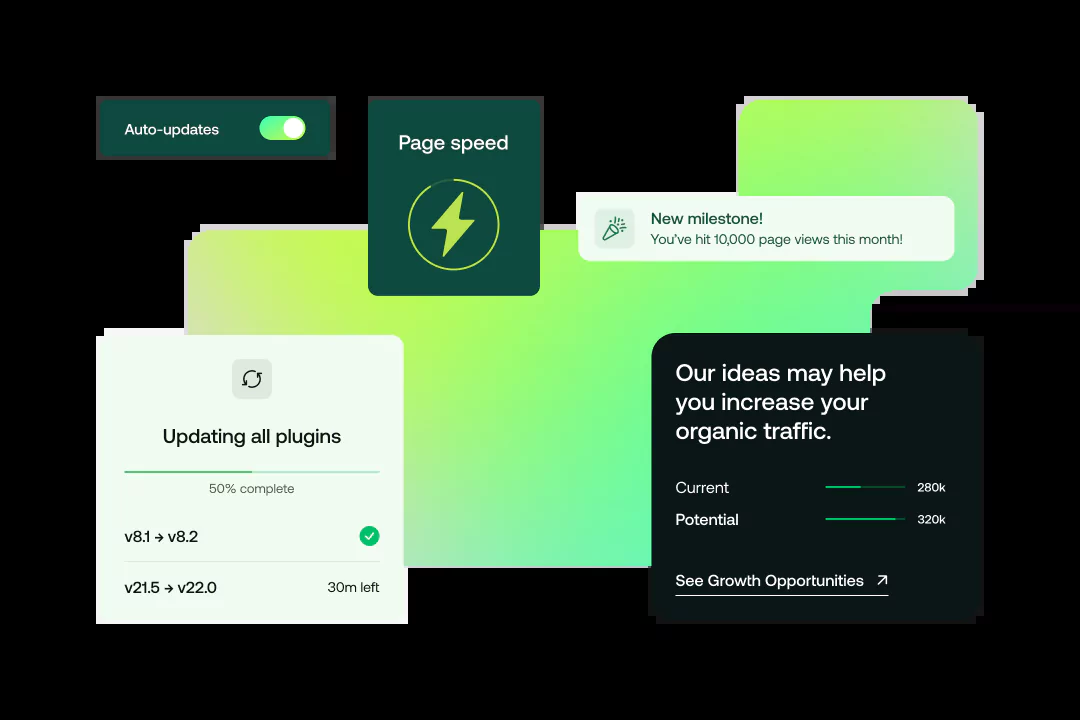 Auto-updates
Page speed
New milestone!
You’ve hit 10,000 page views this month!
Updating all plugins
50% complete
v8.1 → v8.2
v21.5 → v22.0 30m left
Our ideas may help
you increase your
organic traffic.
Current 280k
Potential 320k
See Growth Opportunities